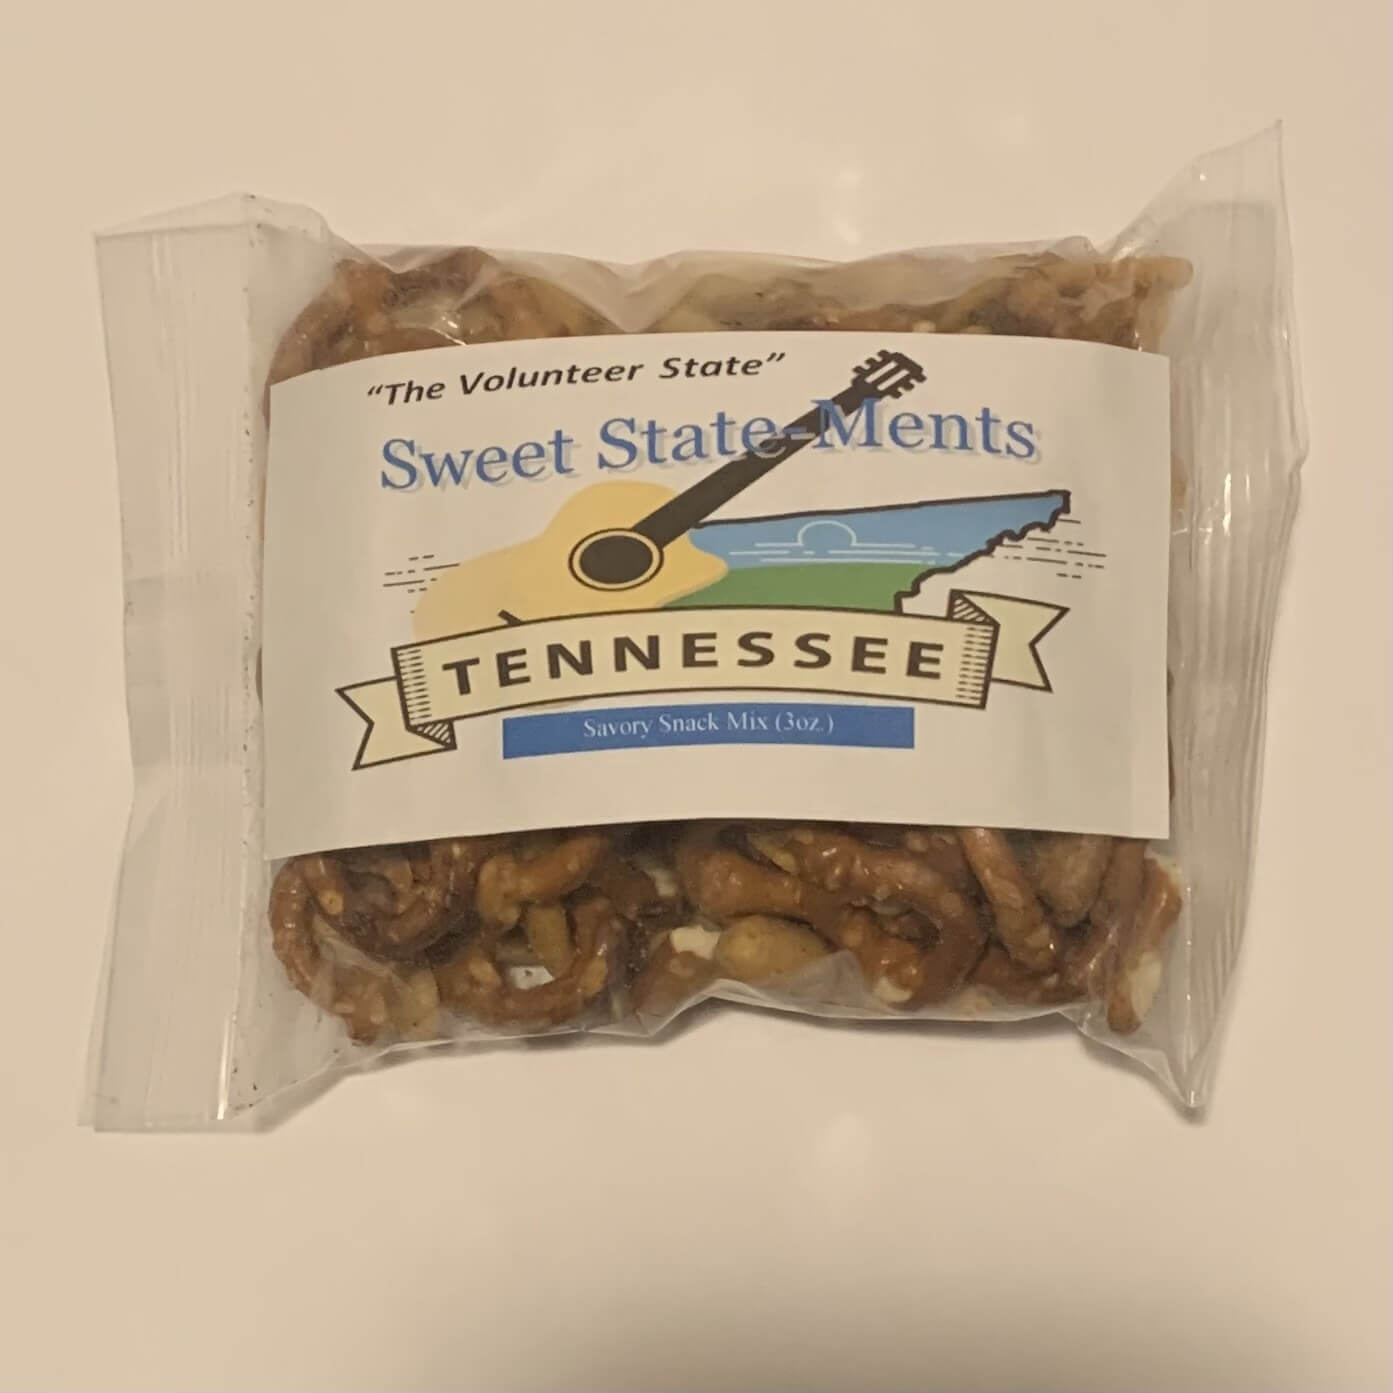 “The Volunteer State”
Sweet State-Ments
TENNESSEE
Savory Snack Mix (3oz.)